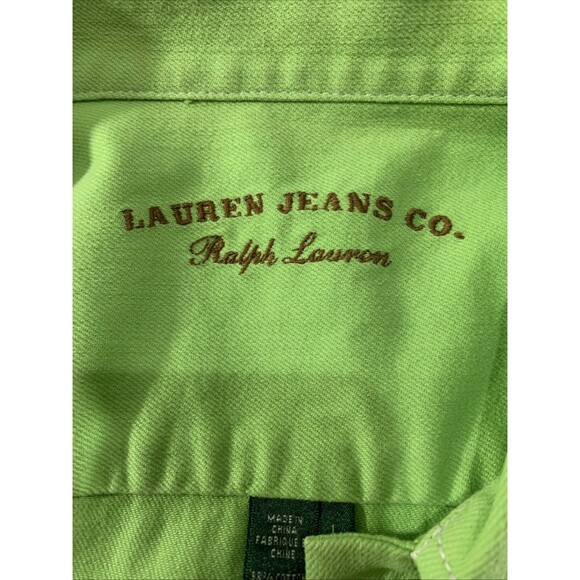 LAUREN JEANS CO.
Ralph Lauren
MADE IN
CHINA
FABRIQUE
CHINE
L